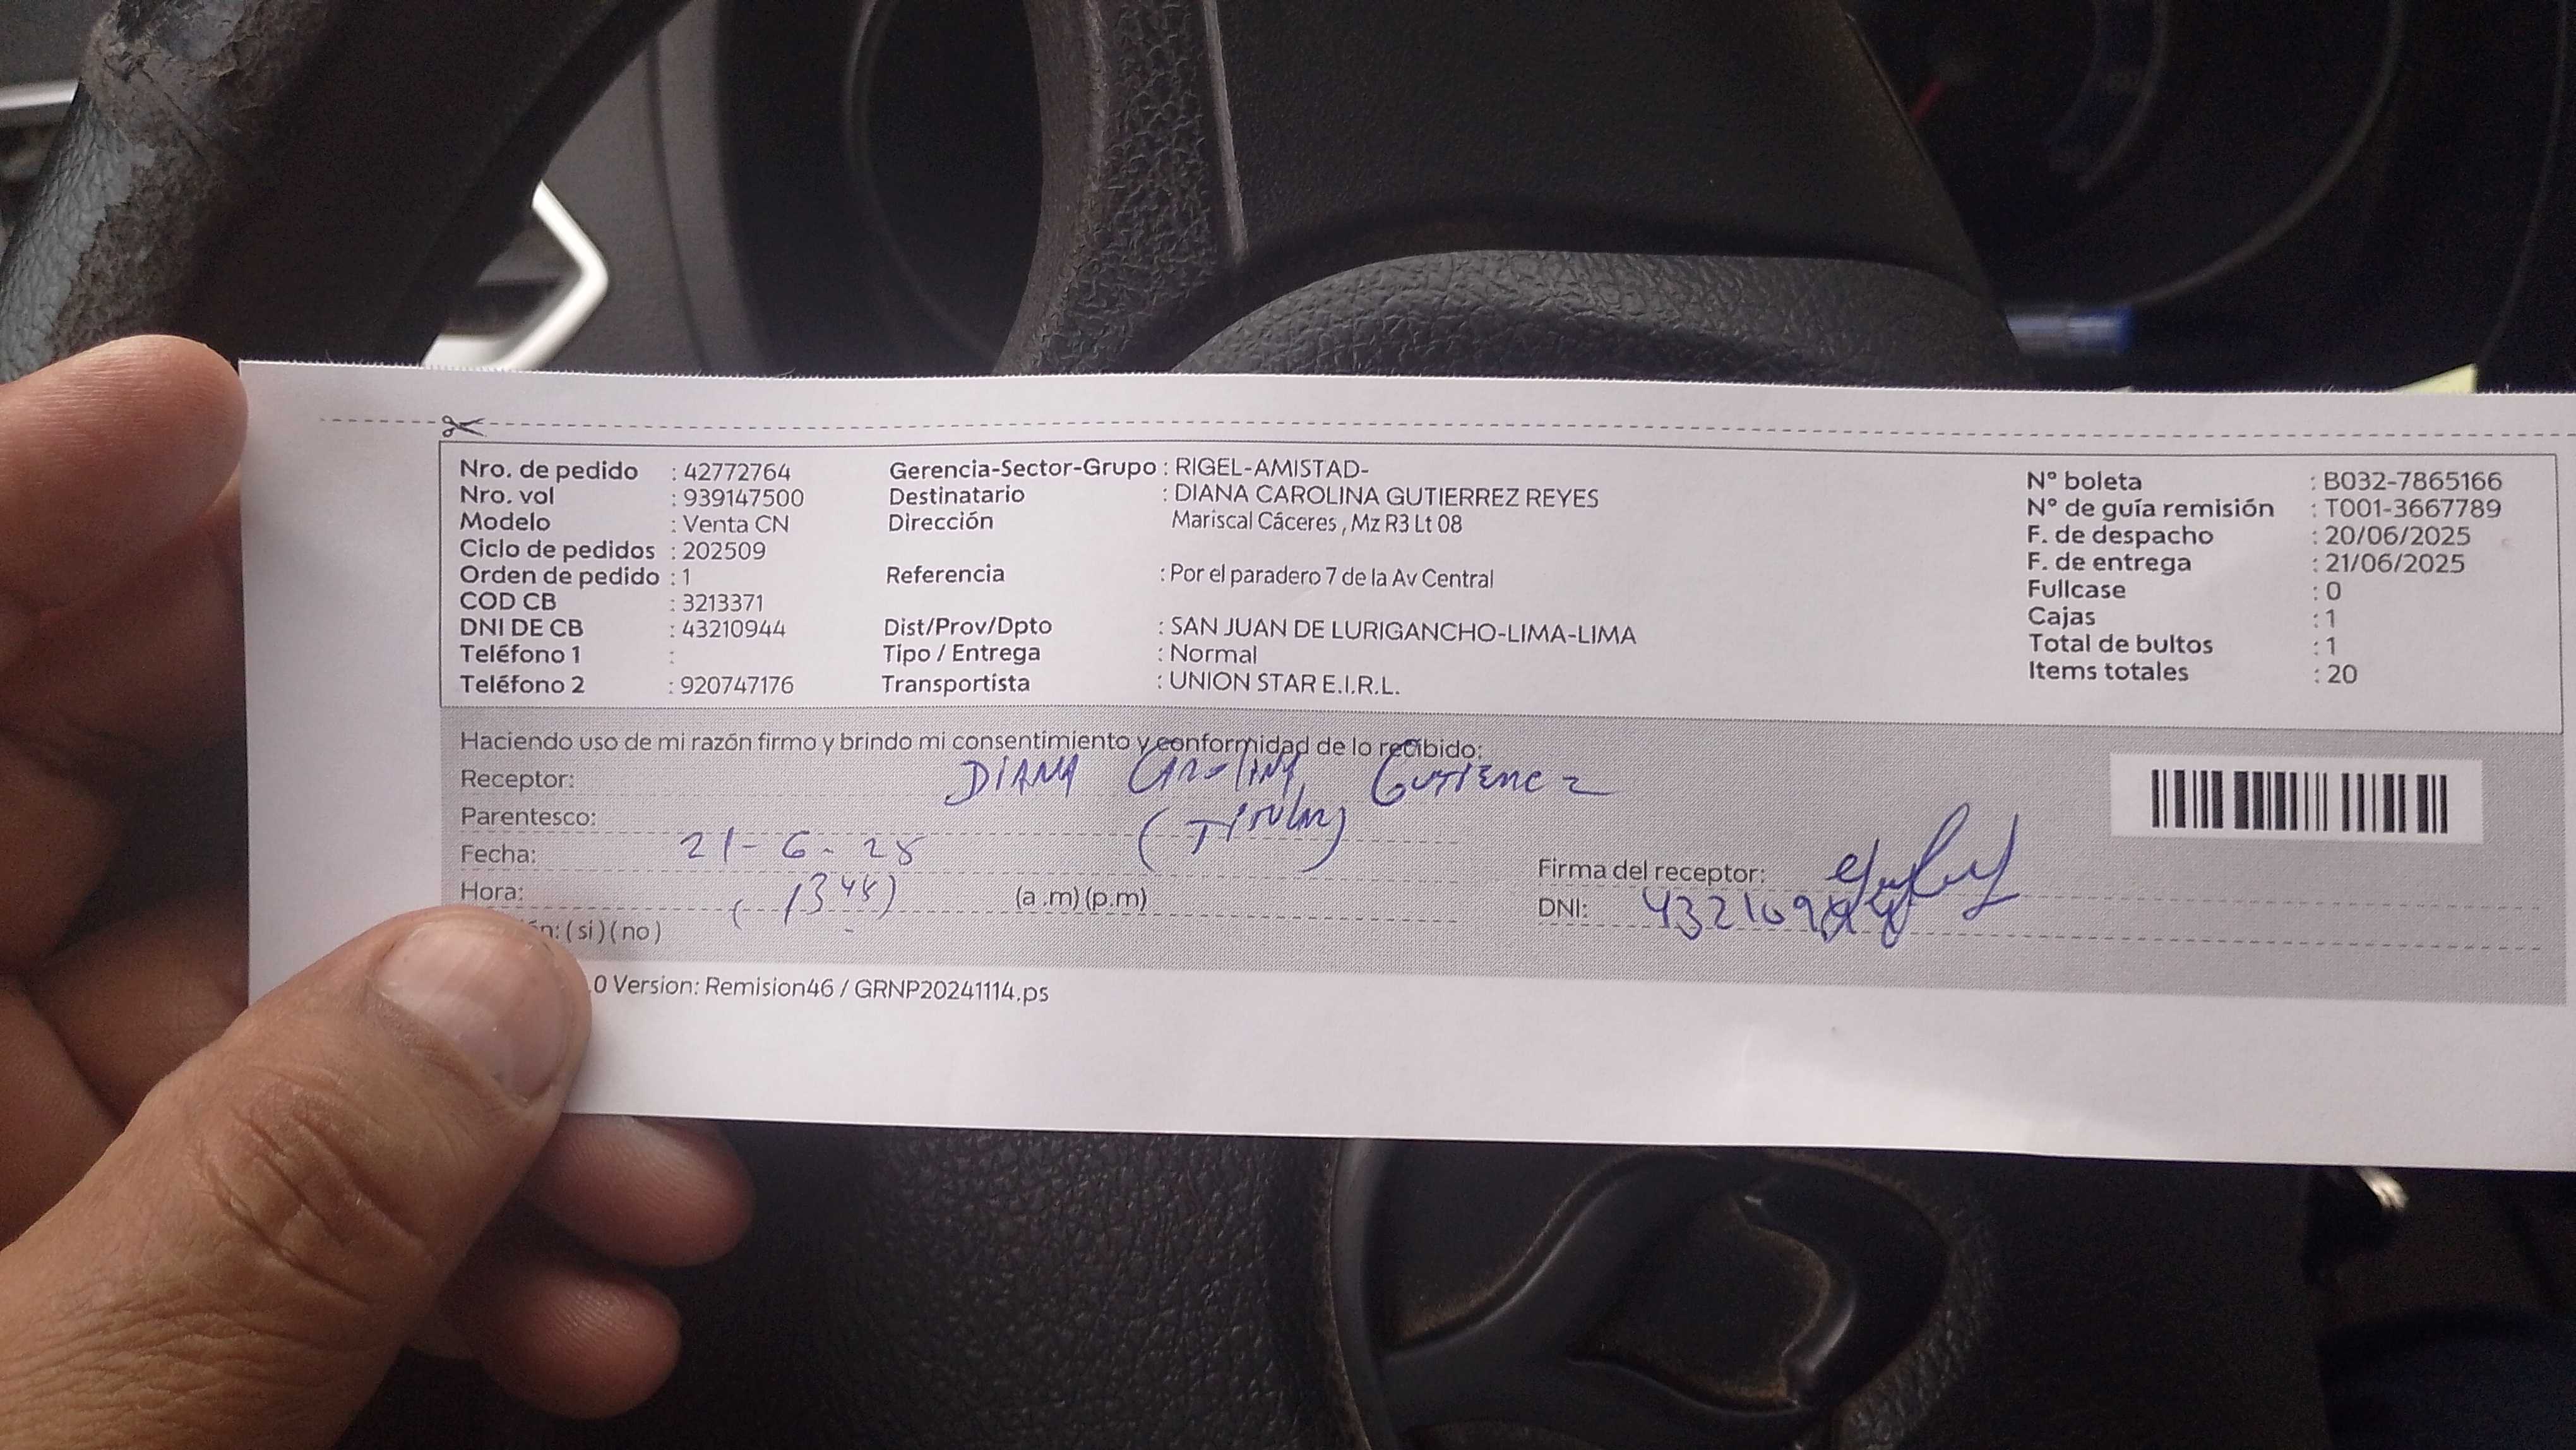 Nro. de pedido : 42772764
Nro. vol : 939147500
Modelo : Venta CN
Ciclo de pedidos : 202509
Orden de pedido : 1
COD CB : 3213371
DNI DE CB : 43210944
Teléfono 1 :
Teléfono 2 : 920747176
Gerencia-Sector-Grupo : RIGEL-AMISTAD-
Destinatario : DIANA CAROLINA GUTIERREZ REYES
Dirección Mariscal Cáceres , Mz R3 Lt 08
Referencia : Por el paradero 7 de la Av Central
Dist/Prov/Dpto : SAN JUAN DE LURIGANCHO-LIMA-LIMA
Tipo / Entrega : Normal
Transportista : UNION STAR E.I.R.L.
Nº boleta : B032-7865166
Nº de guía remisión : T001-3667789
F. de despacho : 20/06/2025
F. de entrega : 21/06/2025
Fullcase : 0
Cajas : 1
Total de bultos : 1
Items totales : 20
Haciendo uso de mi razón firmo y brindo mi consentimiento y conformidad de lo recibido:
Receptor: DIANA CAROLINA GUTIERREZ
Parentesco: (TITULAR)
Fecha: 21-6-25
Hora: (1348) (a .m) (p.m)
n: ( si ) ( no )
Firma del receptor:
DNI: 43210944
.0 Version: Remision46 / GRNP20241114.ps